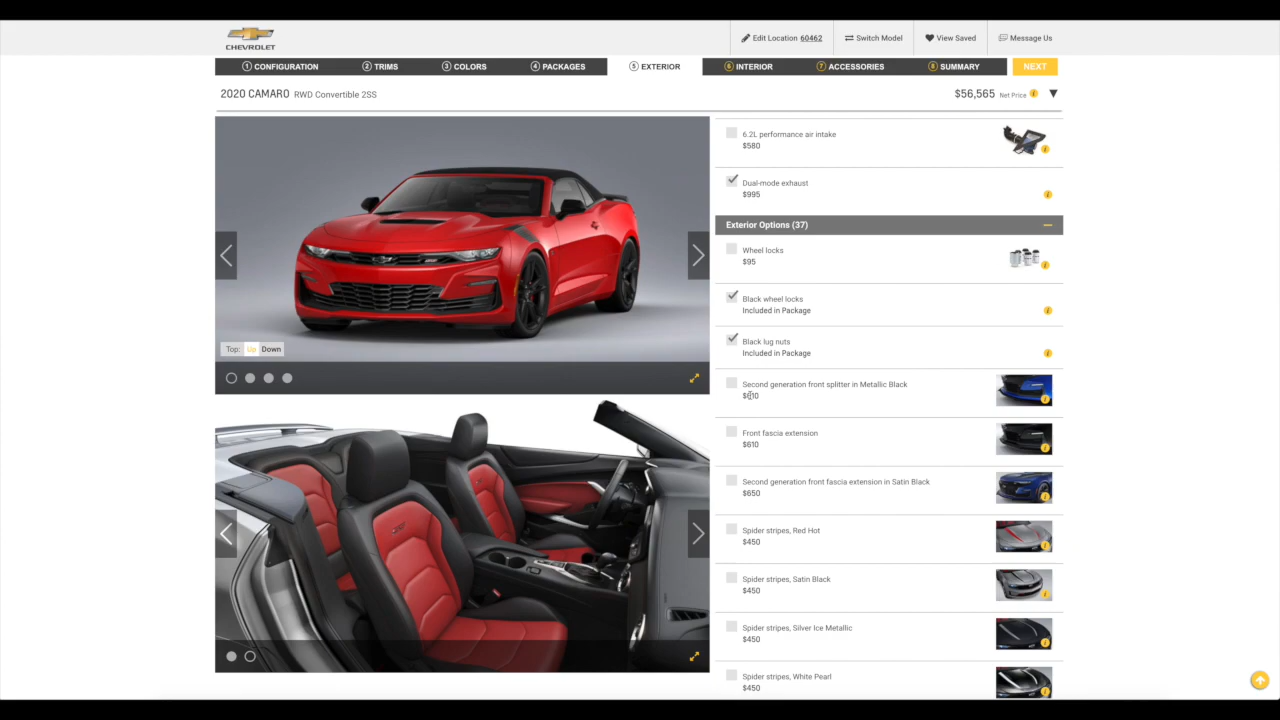 CHEVROLET
Edit Location 60462
Switch Model
View Saved
Message Us
1 CONFIGURATION
2 TRIMS
3 COLORS
4 PACKAGES
5 EXTERIOR
6 INTERIOR
7 ACCESSORIES
8 SUMMARY
NEXT
2020 CAMARO RWD Convertible 2SS
$56,565 Net Price
Top: Up Down
6.2L performance air intake
$580
Dual-mode exhaust
$995
Exterior Options (37)
Wheel locks
$95
Black wheel locks
Included in Package
Black lug nuts
Included in Package
Second generation front splitter in Metallic Black
Front fascia extension
$610
Second generation front fascia extension in Satin Black
$650
Spider stripes, Red Hot
$450
Spider stripes, Satin Black
$450
Spider stripes, Silver Ice Metallic
$450
Spider stripes, White Pearl
$450